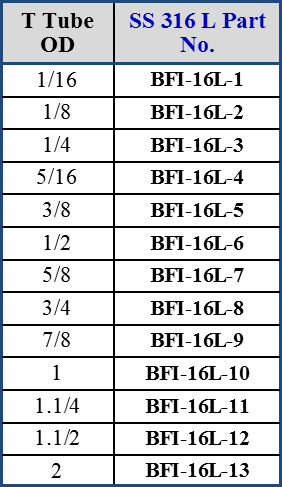 T Tube SS 316 L Part
OD No.
1/16 BFI-16L-1
1/8 BFI-16L-2
1/4 BFI-16L-3
5/16 BFI-16L-4
3/8 BFI-16L-5
1/2 BFI-16L-6
5/8 BFI-16L-7
3/4 BFI-16L-8
7/8 BFI-16L-9
1 BFI-16L-10
1.1/4 BFI-16L-11
1.1/2 BFI-16L-12
2 BFI-16L-13